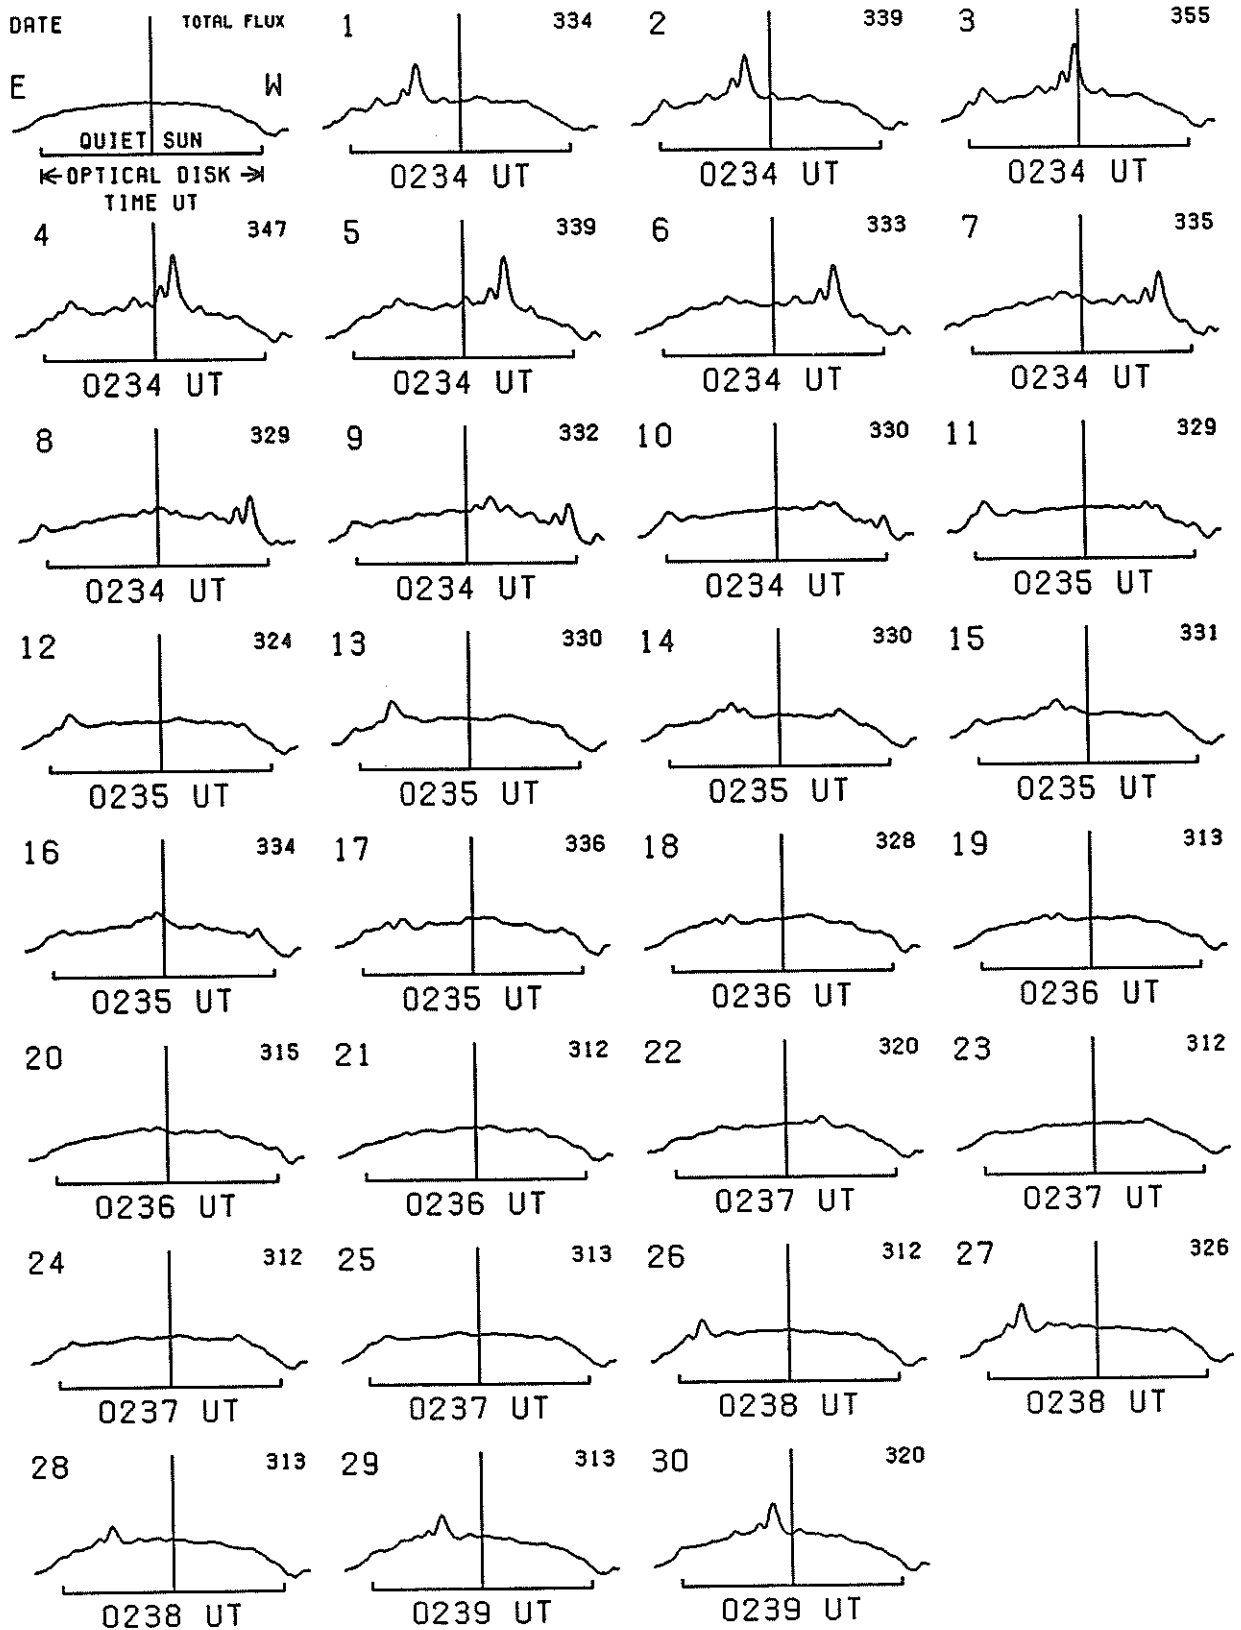 DATE TOTAL FLUX 1 334 2 339 3 355
E W
QUIET SUN
OPTICAL DISK 0234 UT 0234 UT 0234 UT
TIME UT
4 347 5 339 6 333 7 335
0234 UT 0234 UT 0234 UT 0234 UT
8 329 9 332 10 330 11 329
0234 UT 0234 UT 0234 UT 0235 UT
12 324 13 330 14 330 15 331
0235 UT 0235 UT 0235 UT 0235 UT
16 334 17 336 18 328 19 313
0235 UT 0235 UT 0236 UT 0236 UT
20 315 21 312 22 320 23 312
0236 UT 0236 UT 0237 UT 0237 UT
24 312 25 313 26 312 27 326
0237 UT 0237 UT 0238 UT 0238 UT
28 313 29 313 30 320
0238 UT 0239 UT 0239 UT